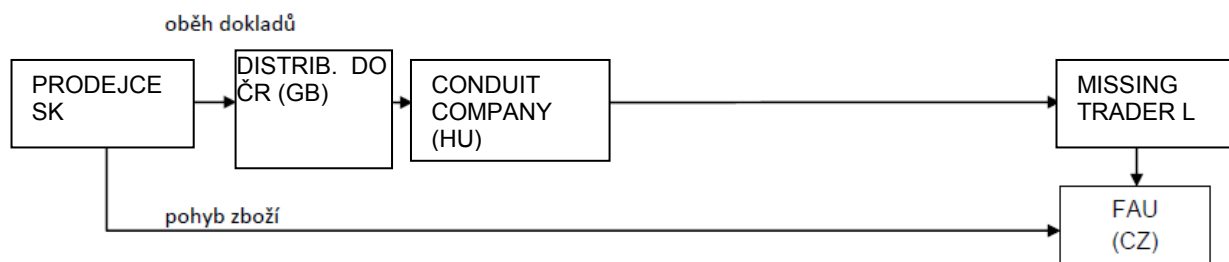 oběh dokladů
PRODEJCE
SK
DISTRIB. DO
ČR (GB)
CONDUIT
COMPANY
(HU)
MISSING
TRADER L
pohyb zboží
FAU
(CZ)